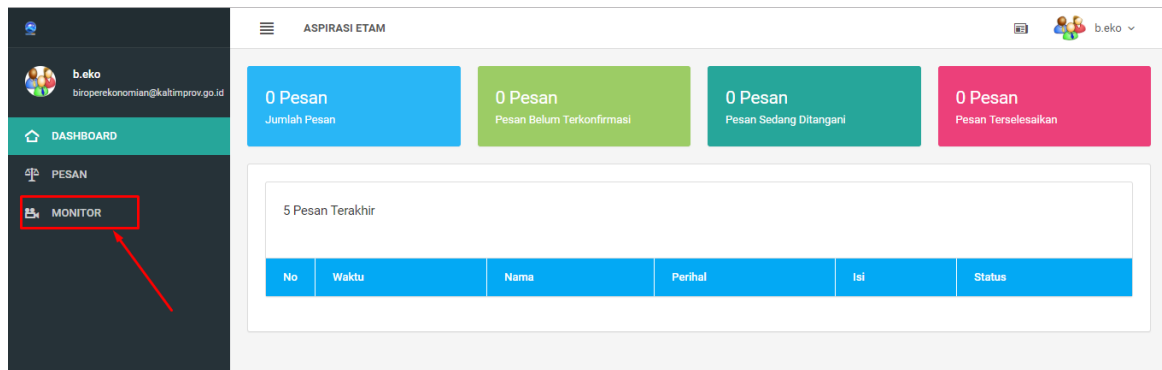 ASPIRASI ETAM
b.eko
b.eko
biroperekonomian@kaltimprov.go.id
DASHBOARD
PESAN
MONITOR
0 Pesan
Jumlah Pesan
0 Pesan
Pesan Belum Terkonfirmasi
0 Pesan
Pesan Sedang Ditangani
0 Pesan
Pesan Terselesaikan
5 Pesan Terakhir
No Waktu Nama Perihal Isi Status